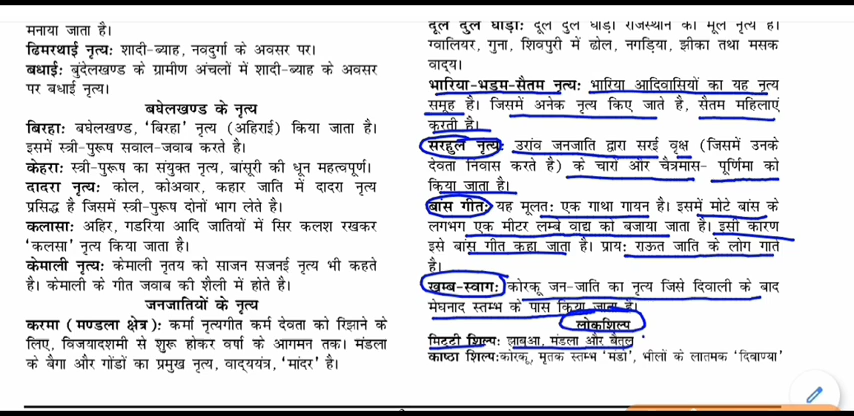 मनाया जाता है।
ढिमरयाई नृत्य: शादी-ब्याह, नवदुर्गा के अवसर पर।
बधाई: बुंदेलखण्ड के ग्रामीण अंचलों में शादी-ब्याह के अवसर
पर बधाई नृत्य।
बघेलखण्ड के नृत्य
बिरहा: बघेलखण्ड, 'बिरहा' नृत्य (अहिराई) किया जाता है।
इसमें स्त्री-पुरूष सवाल-जवाब करते है।
केहरा: स्त्री-पुरूष का संयुक्त नृत्य, बांसूरी की धून महत्वपूर्ण।
दादरा नृत्य: कोल, कोअवार, कहार जाति में दादरा नृत्य
प्रसिद्ध है जिसमें स्त्री-पुरूष दोनों भाग लेते है।
कलासा: अहिर, गडरिया आदि जातियों में सिर कलश रखकर
'कलसा' नृत्य किया जाता है।
केमाली नृत्य: केमाली नृतय को साजन सजनई नृत्य भी कहते
है। केमाली के गीत जवाब की शैली में होते है।
जनजातियों के नृत्य
करमा (मण्डला क्षेत्र): कर्मा नृत्यगीत कर्म देवता को रिझाने के
लिए, विजयादशमी से शुरू होकर वर्षा के आगमन तक। मंडला
के बैगा और गोंडों का प्रमुख नृत्य, वाद्ययंत्र, 'मांदर' है।
दूल दुल घोड़ा: दूल दुल घोड़ा राजस्थान का मूल नृत्य है।
ग्वालियर, गुना, शिवपुरी में ढोल, नगड़िया, झीका तथा मसक
वाद्य।
भारिया-भडम-सैतम नृत्य: भारिया आदिवासियों का यह नृत्य
समूह है। जिसमें अनेक नृत्य किए जाते है, सैतम महिलाएं
करती है।
सरहुल नृत्य: उरांव जनजाति द्वारा सरई वृक्ष (जिसमें उनके
देवता निवास करते है) के चारों और चैत्रमास- पूर्णिमा को
किया जाता है।
बांस गीत: यह मूलत: एक गाथा गायन है। इसमें मोटे बांस के
लगभग एक मीटर लम्बे वाद्य को बजाया जाता है। इसी कारण
इसे बांस गीत कहा जाता है। प्राय: राऊत जाति के लोग गाते
है।
खम्ब-स्वाग: कोरकू जन-जाति का नृत्य जिसे दिवाली के बाद
मेघनाद स्तम्भ के पास किया जाता है।
लोकशिल्प
मिटटी शिल्प: झाबुआ, मंडला और बैतूल
काष्ठा शिल्प:कोरकू, मृतक स्तम्भ 'मंडो', भीलों के लातमक 'दिवाण्या'